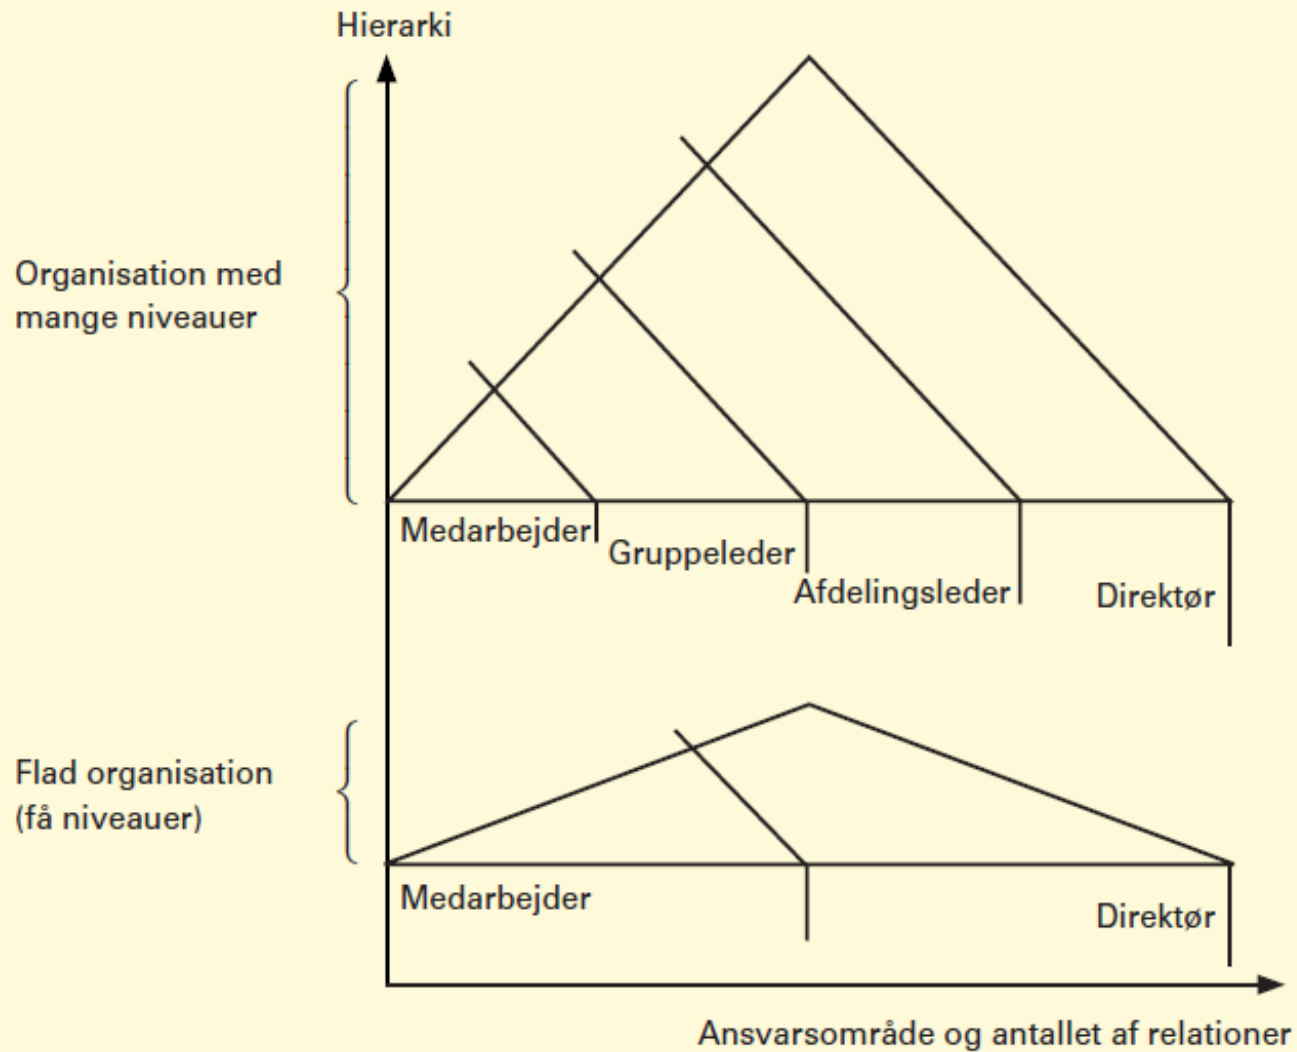 Hierarki
Organisation med
mange niveauer
Medarbejder
Gruppeleder
Afdelingsleder
Direktør
Flad organisation
(få niveauer)
Medarbejder
Direktør
Ansvarsområde og antallet af relationer